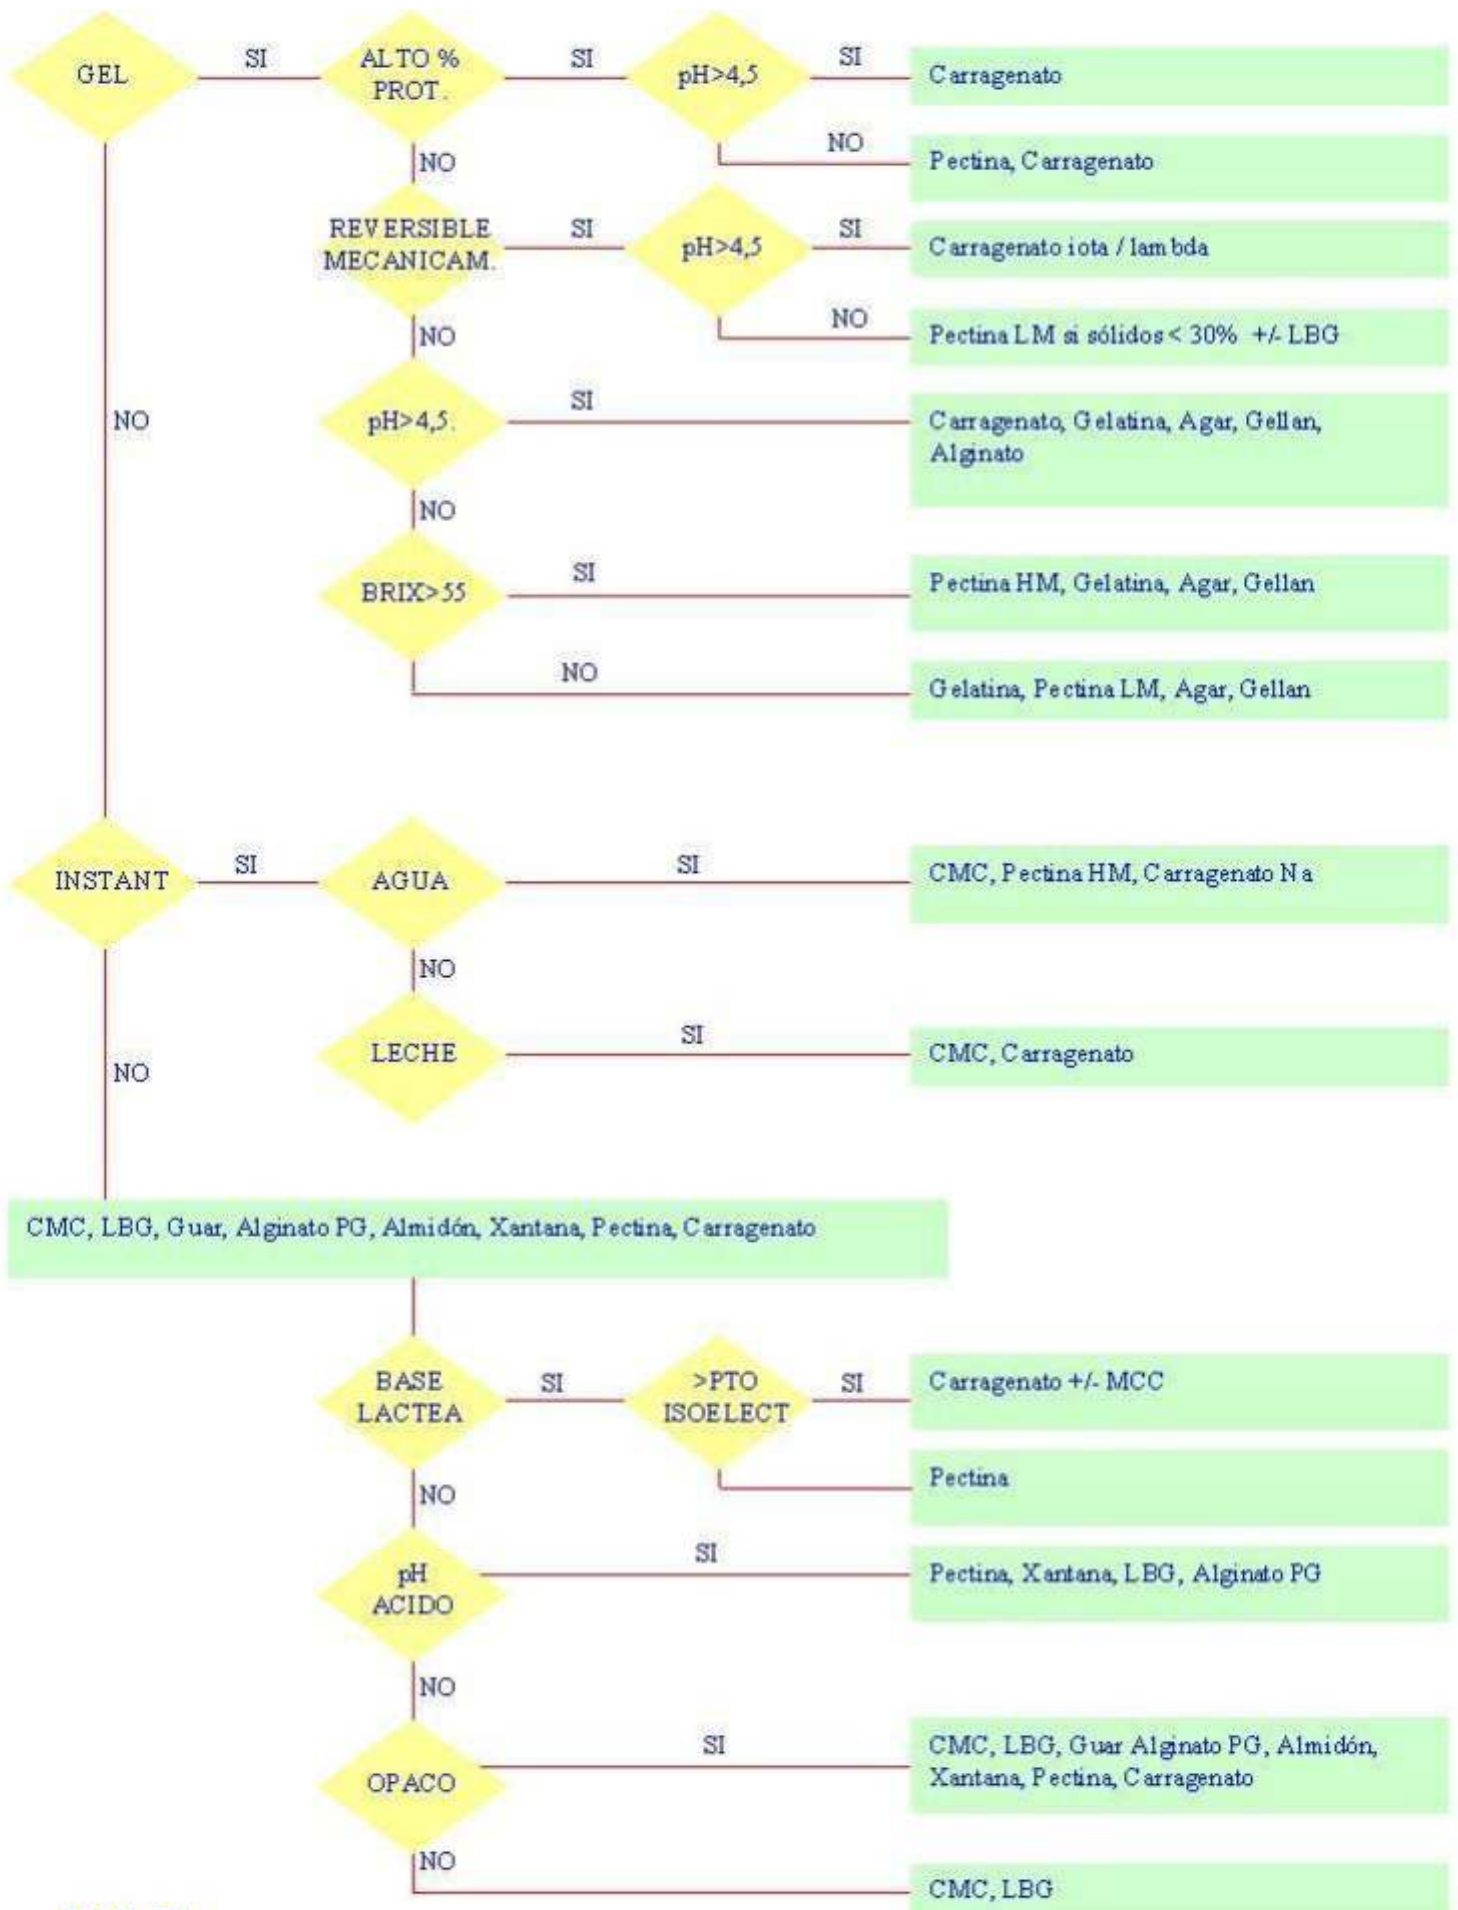 GEL
SI
ALTO %
PROT.
SI
pH>4,5
SI
Carragenato
NO
NO
Pectina, Carragenato
REVERSIBLE
MECANICAM.
SI
pH>4,5
SI
Carragenato iota / lambda
NO
NO
Pectina LM si sólidos < 30% +/- LBG
NO
pH>4,5.
SI
Carragenato, Gelatina, Agar, Gellan,
Alginato
NO
BRIX>55
SI
Pectina HM, Gelatina, Agar, Gellan
NO
Gelatina, Pectina LM, Agar, Gellan
INSTANT
SI
AGUA
SI
CMC, Pectina HM, Carragenato Na
NO
LECHE
SI
CMC, Carragenato
NO
CMC, LBG, Guar, Alginato PG, Almidón, Xantana, Pectina, Carragenato
BASE
LACTEA
SI
>PTO
ISOELECT
SI
Carragenato +/- MCC
Pectina
NO
pH
ACIDO
SI
Pectina, Xantana, LBG, Alginato PG
NO
OPACO
SI
CMC, LBG, Guar Alginato PG, Almidón,
Xantana, Pectina, Carragenato
NO
CMC, LBG